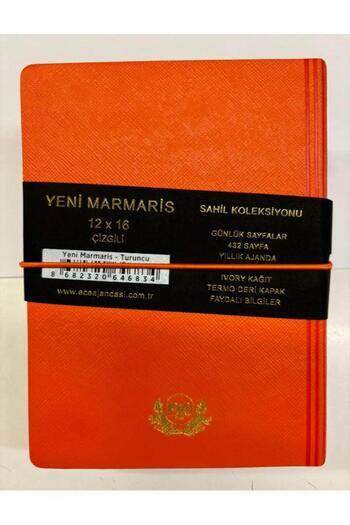 YENİ MARMARİS
12 x 16
ÇİZGİLİ
Yeni Marmaris - Turuncu
8 682320 646834
www.eceajandasi.com.tr
SAHİL KOLEKSİYONU
GÜNLÜK SAYFALAR
432 SAYFA
YILLIK AJANDA
IVORY KAĞIT
TERMO DERİ KAPAK
FAYDALI BİLGİLER